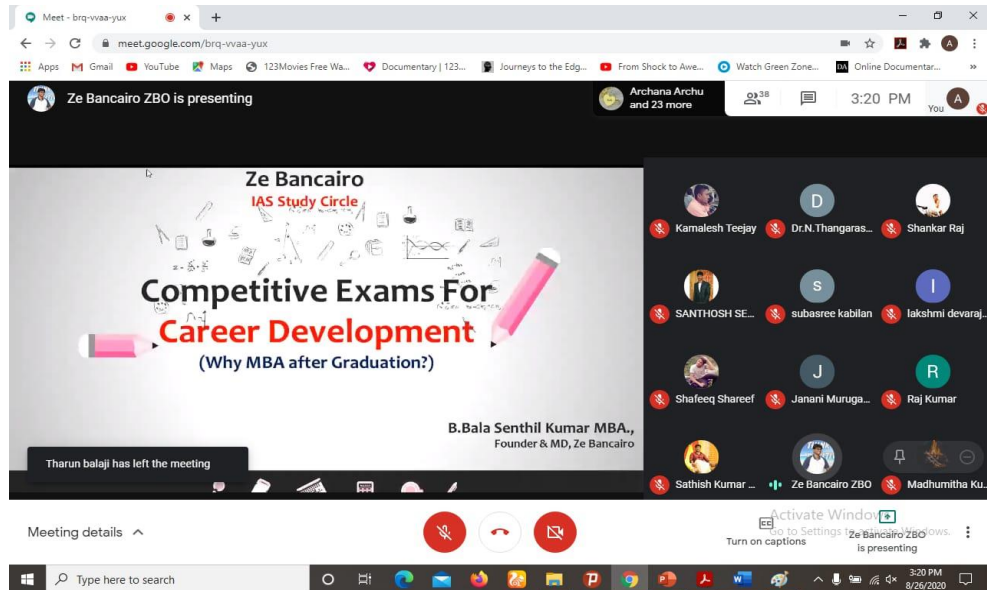 Meet - brq-vvaa-yux
meet.google.com/brq-vvaa-yux
Apps Gmail YouTube Maps 123Movies Free Wa... Documentary | 123... Journeys to the Edg... From Shock to Awe... Watch Green Zone... DA Online Documentar... »
Ze Bancairo ZBO is presenting
Archana Archu
and 23 more
38
3:20 PM
You
A
Ze Bancairo
IAS Study Circle
Competitive Exams For
Career Development
(Why MBA after Graduation?)
B.Bala Senthil Kumar MBA.,
Founder & MD, Ze Bancairo
Tharun balaji has left the meeting
D
Kamalesh Teejay Dr.N.Thangaras... Shankar Raj
S I
SANTHOSH SE... subasree kabilan lakshmi devaraj..
J R
Shafeeq Shareef Janani Muruga... Raj Kumar
Sathish Kumar ... Ze Bancairo ZBO Madhumitha Ku..
Meeting details
Turn on captions
Activate Windows
Go to Settings to activate Windows.
Ze Bancairo ZBO
is presenting
Type here to search
3:20 PM
8/26/2020